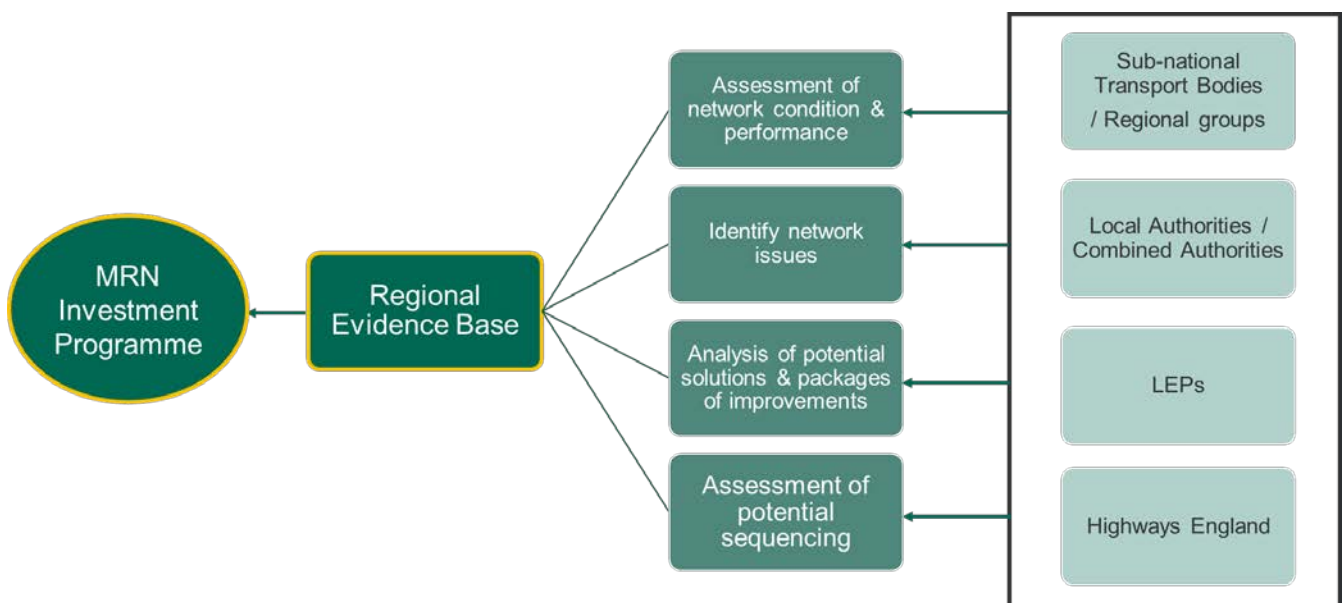 MRN
Investment
Programme
Regional
Evidence Base
Assessment of
network condition &
performance
Identify network
issues
Analysis of potential
solutions & packages
of improvements
Assessment of
potential
sequencing
Sub-national
Transport Bodies
/ Regional groups
Local Authorities /
Combined Authorities
LEPs
Highways England